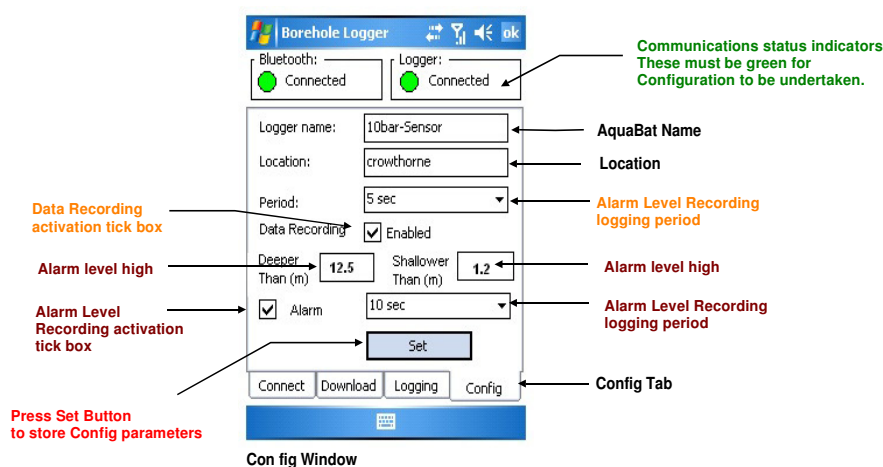 Borehole Logger
ok
Bluetooth:
Connected
Logger:
Connected
Communications status indicators
These must be green for
Configuration to be undertaken.
Logger name:
10bar-Sensor
AquaBat Name
Location:
crowthorne
Location
Period:
5 sec
Alarm Level Recording
logging period
Data Recording
activation tick box
Data Recording
Enabled
Deeper
Than (m)
12.5
Shallower
Than (m)
1.2
Alarm level high
Alarm level high
Alarm Level
Recording activation
tick box
Alarm
10 sec
Alarm Level Recording
logging period
Set
Connect
Download
Logging
Config
Config Tab
Press Set Button
to store Config parameters
Con fig Window